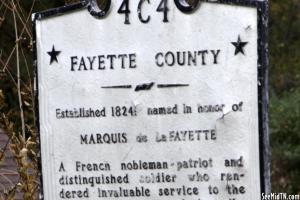 4C4
FAYETTE COUNTY
Established 1824; named in honor of
MARQUIS de LaFAYETTE
A French nobleman-patriot and
distinguished soldier who ren-
dered invaluable service to the
SeeMidTN.com